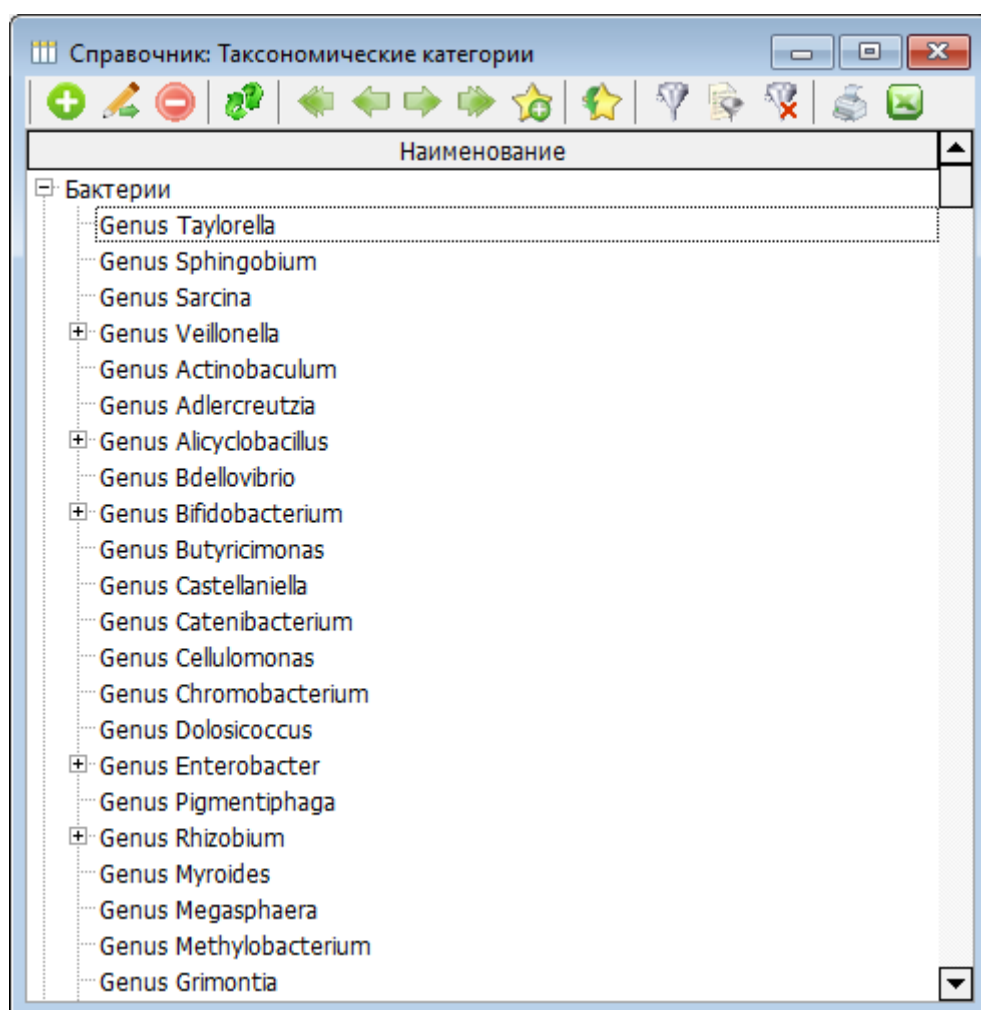 Справочник: Таксономические категории
Наименование
Бактерии
Genus Taylorella
Genus Sphingobium
Genus Sarcina
Genus Veillonella
Genus Actinobaculum
Genus Adlercreutzia
Genus Alicyclobacillus
Genus Bdellovibrio
Genus Bifidobacterium
Genus Butyricimonas
Genus Castellaniella
Genus Catenibacterium
Genus Cellulomonas
Genus Chromobacterium
Genus Dolosicoccus
Genus Enterobacter
Genus Pigmentiphaga
Genus Rhizobium
Genus Myroides
Genus Megasphaera
Genus Methylobacterium
Genus Grimontia